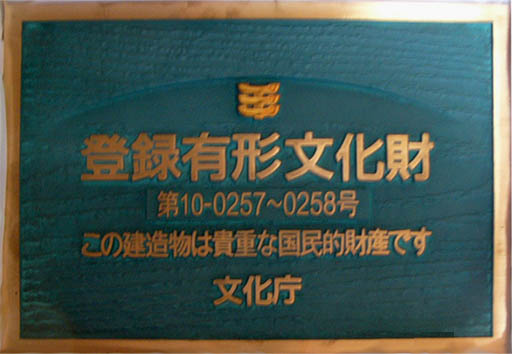 登録有形文化財
第10-0257～0258号
この建造物は貴重な国民的財産です
文化庁